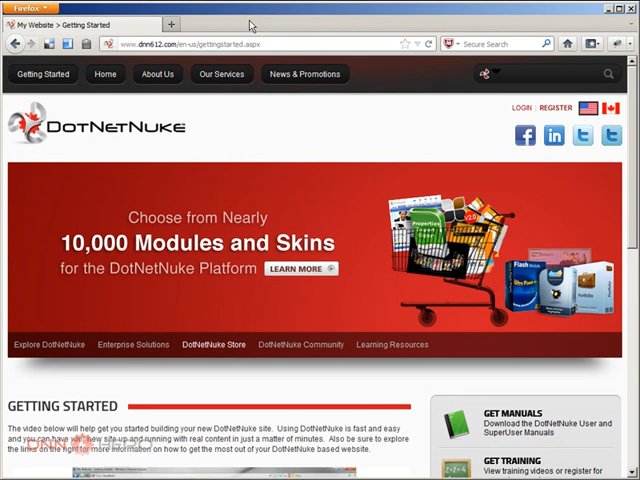 Firefox
My Website > Getting Started
www.dnn612.com/en-us/gettingstarted.aspx
Secure Search
Getting Started
Home
About Us
Our Services
News & Promotions
LOGIN | REGISTER
DotNetNuke
Choose from Nearly
10,000 Modules and Skins
for the DotNetNuke Platform LEARN MORE
Explore DotNetNuke
Enterprise Solutions
DotNetNuke Store
DotNetNuke Community
Learning Resources
GETTING STARTED
The video below will help get you started building your new DotNetNuke site. Using DotNetNuke is fast and
easy and you can have your new site up and running with real content in just a matter of minutes. Also be sure to explore
the links on the right for more information on how to get the most out of your DotNetNuke based website.
DNN HERO
GET MANUALS
Download the DotNetNuke User and
SuperUser Manuals
GET TRAINING
View training videos or register for